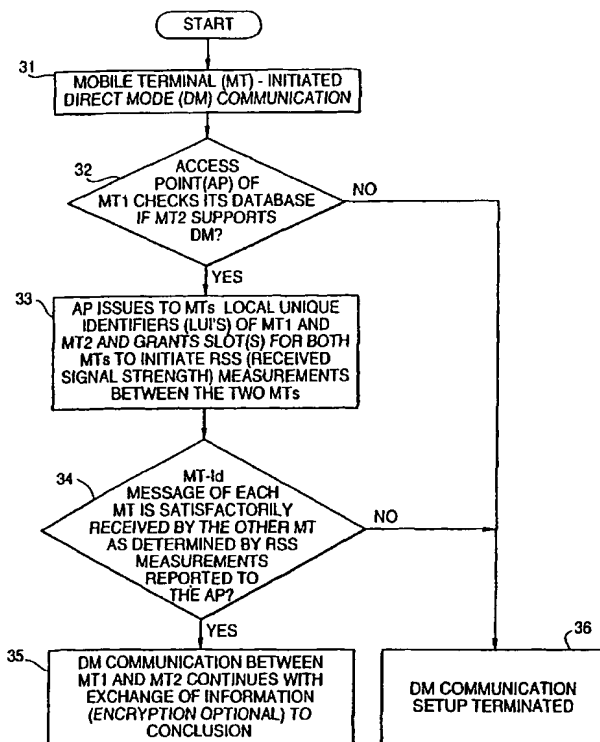 START
31
MOBILE TERMINAL (MT) - INITIATED
DIRECT MODE (DM) COMMUNICATION
32
ACCESS
POINT(AP) OF
MT1 CHECKS ITS DATABASE
IF MT2 SUPPORTS
DM?
NO
YES
33
AP ISSUES TO MTs LOCAL UNIQUE
IDENTIFIERS (LUI'S) OF MT1 AND
MT2 AND GRANTS SLOT(S) FOR BOTH
MTs TO INITIATE RSS (RECEIVED
SIGNAL STRENGTH) MEASUREMENTS
BETWEEN THE TWO MTs
34
MT-Id
MESSAGE OF EACH
MT IS SATISFACTORILY
RECEIVED BY THE OTHER MT
AS DETERMINED BY RSS
MEASUREMENTS
REPORTED TO
THE AP?
NO
YES
35
DM COMMUNICATION BETWEEN
MT1 AND MT2 CONTINUES WITH
EXCHANGE OF INFORMATION
(ENCRYPTION OPTIONAL) TO
CONCLUSION
36
DM COMMUNICATION
SETUP TERMINATED